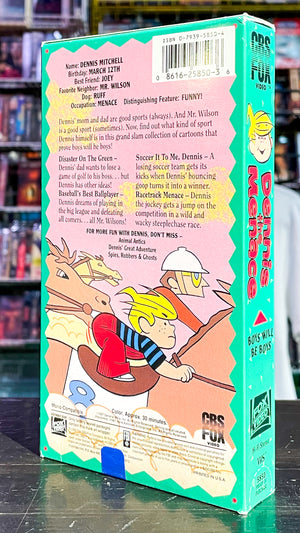 ISBN 0-7939-5850-4
Name: DENNIS MITCHELL
Birthday: MARCH 12TH
Best Friend: JOEY
Favorite Neighbor: MR. WILSON
Dog: RUFF
Occupation: MENACE Distinguishing Feature: FUNNY!
0 86162 5850-3 6
Dennis' mom and dad are good sports (always). And Mr. Wilson
is a good sport (sometimes). Now, find out what kind of sport
Dennis himself is in this grand slam collection of cartoons that
prove boys will be boys!
Disaster On The Green –
Dennis' dad wants to lose a
game of golf to his boss . . . but
Dennis has other ideas!
Baseball's Best Ballplayer –
Dennis dreams of playing in
the big league and defeating
all comers . . . all Mr. Wilsons!
Soccer It To Me, Dennis – A
losing soccer team gets its
kicks when Dennis' bouncing
goop turns it into a winner.
Racetrack Menace – Dennis
the jockey gets a jump on the
competition in a wild and
wacky steeplechase race.
FOR MORE FUN WITH DENNIS, DON'T MISS –
Animal Antics
Dennis' Great Adventure
Spies, Robbers & Ghosts
8
Mono Compatible
Color. Approx. 30 minutes.
CBS
FOX
VIDEO
PRINTED IN U.S.A.
CBS
FOX
VIDEO
Dennis
the
Menace
BOYS WILL
BE BOYS
VHS
5850